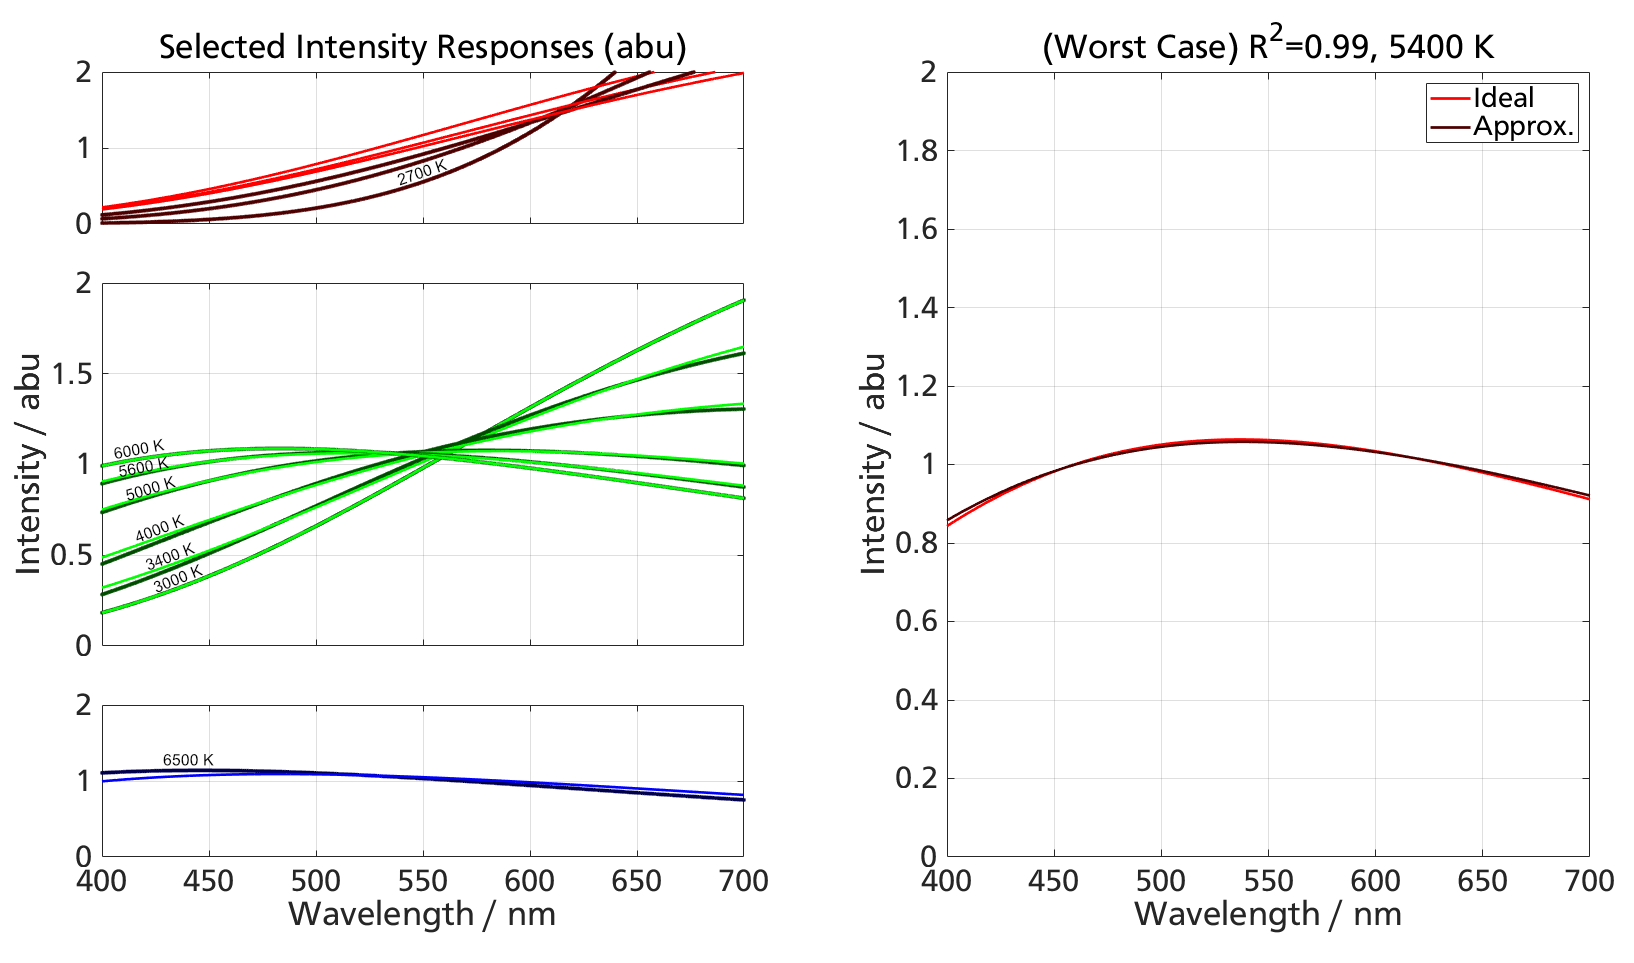 Selected Intensity Responses (abu)
2
1
0
2700 K
2
1.5
1
0.5
0
Intensity / abu
6000 K
5600 K
5000 K
4000 K
3400 K
3000 K
2
1
0
6500 K
400 450 500 550 600 650 700
Wavelength / nm
(Worst Case) R²=0.99, 5400 K
Ideal
Approx.
2
1.8
1.6
1.4
1.2
1
0.8
0.6
0.4
0.2
0
Intensity / abu
400 450 500 550 600 650 700
Wavelength / nm